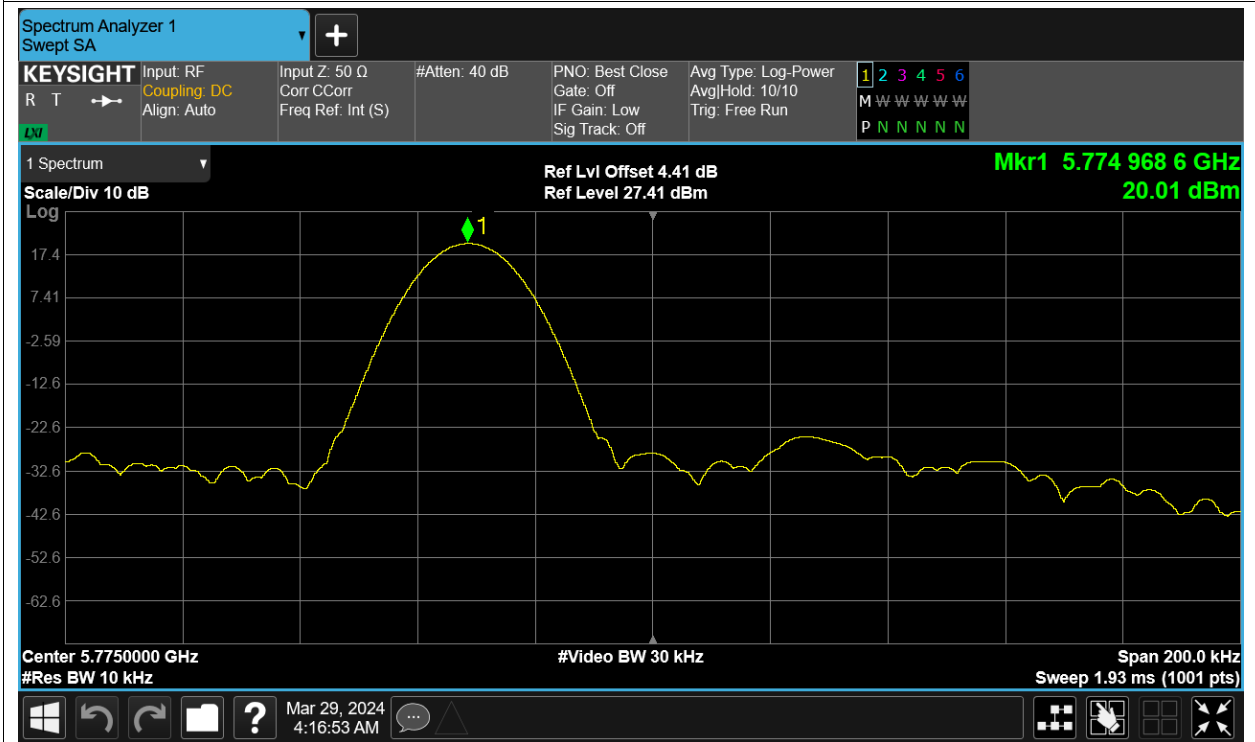 Spectrum Analyzer 1
Swept SA
+
KEYSIGHT
R T
LXI
Input: RF
Coupling: DC
Align: Auto
Input Z: 50 Ω
Corr CCorr
Freq Ref: Int (S)
#Atten: 40 dB
PNO: Best Close
Gate: Off
IF Gain: Low
Sig Track: Off
Avg Type: Log-Power
Avg|Hold: 10/10
Trig: Free Run
1 2 3 4 5 6
M W W W W W
P N N N N N
1 Spectrum
Scale/Div 10 dB
Log
Ref Lvl Offset 4.41 dB
Ref Level 27.41 dBm
Mkr1 5.774 968 6 GHz
20.01 dBm
1
17.4
7.41
-2.59
-12.6
-22.6
-32.6
-42.6
-52.6
-62.6
Center 5.7750000 GHz
#Res BW 10 kHz
#Video BW 30 kHz
Span 200.0 kHz
Sweep 1.93 ms (1001 pts)
?
Mar 29, 2024
4:16:53 AM